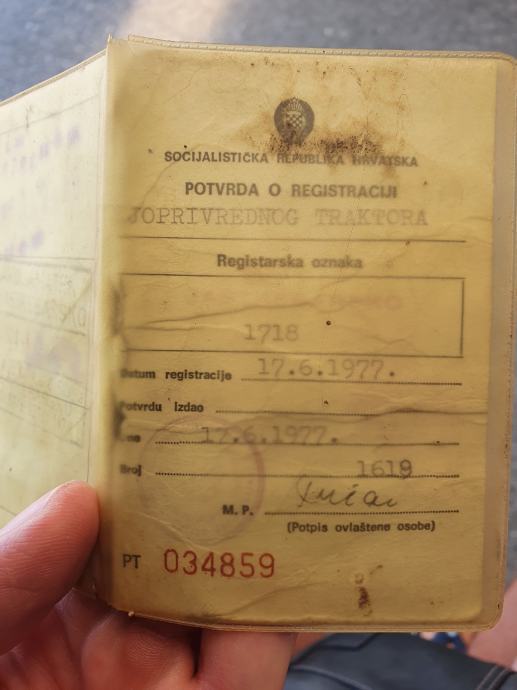 SOCIJALISTIČKA REPUBLIKA HRVATSKA
POTVRDA O REGISTRACIJI
JOPRIVREDNOG TRAKTORA
Registarska oznaka
1718
Datum registracije 17.6.1977.
Potvrdu izdao
17.6.1977.
Broj 1619
M. P.
(Potpis ovlaštene osobe)
PT 034859